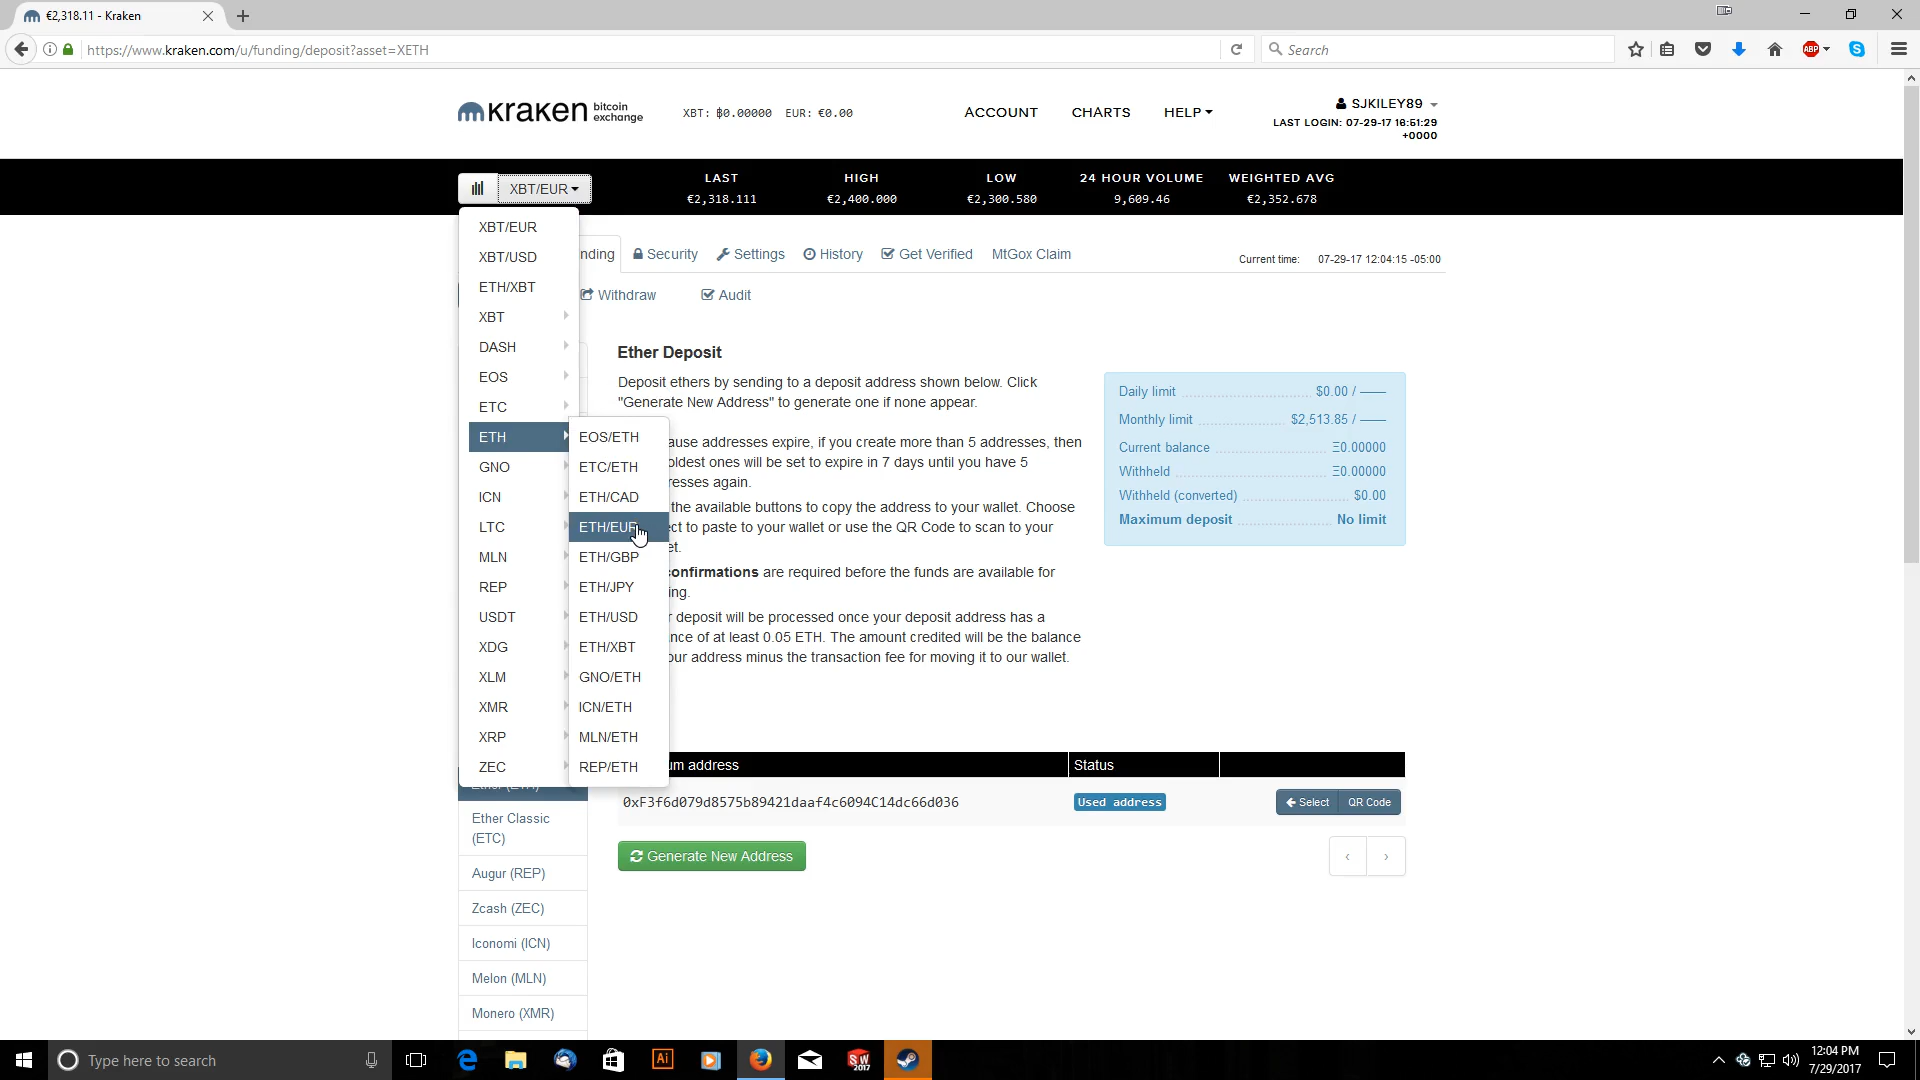 €2,318.11 - Kraken
https://www.kraken.com/u/funding/deposit?asset=XETH
Search
ABP
kraken bitcoin exchange
XBT: ฿0.00000 EUR: €0.00
ACCOUNT
CHARTS
HELP
SJKILEY89
LAST LOGIN: 07-29-17 16:51:29
+0000
XBT/EUR
LAST
HIGH
LOW
24 HOUR VOLUME
WEIGHTED AVG
€2,318.111
€2,400.000
€2,300.580
9,609.46
€2,352.678
nding
Security
Settings
History
Get Verified
MtGox Claim
Current time: 07-29-17 12:04:15 -05:00
Withdraw
Audit
XBT/EUR
XBT/USD
ETH/XBT
XBT
DASH
EOS
ETC
ETH
GNO
ICN
LTC
MLN
REP
USDT
XDG
XLM
XMR
XRP
ZEC
EOS/ETH
ETC/ETH
ETH/CAD
ETH/EUR
ETH/GBP
ETH/JPY
ETH/USD
ETH/XBT
GNO/ETH
ICN/ETH
MLN/ETH
REP/ETH
Ether Deposit
Deposit ethers by sending to a deposit address shown below. Click
"Generate New Address" to generate one if none appear.
ause addresses expire, if you create more than 5 addresses, then
oldest ones will be set to expire in 7 days until you have 5
resses again.
the available buttons to copy the address to your wallet. Choose
ct to paste to your wallet or use the QR Code to scan to your
et.
onfirmations are required before the funds are available for
ing.
r deposit will be processed once your deposit address has a
nce of at least 0.05 ETH. The amount credited will be the balance
our address minus the transaction fee for moving it to our wallet.
Daily limit $0.00 / ——
Monthly limit $2,513.85 / ——
Current balance Ξ0.00000
Withheld Ξ0.00000
Withheld (converted) $0.00
Maximum deposit No limit
um address
Status
0xF3f6d079d8575b89421daaf4c6094C14dc66d036
Used address
Select
QR Code
Generate New Address
‹ ›
Ether (ETH)
Ether Classic
(ETC)
Augur (REP)
Zcash (ZEC)
Iconomi (ICN)
Melon (MLN)
Monero (XMR)
Type here to search
Ai
SW
2017
12:04 PM
7/29/2017